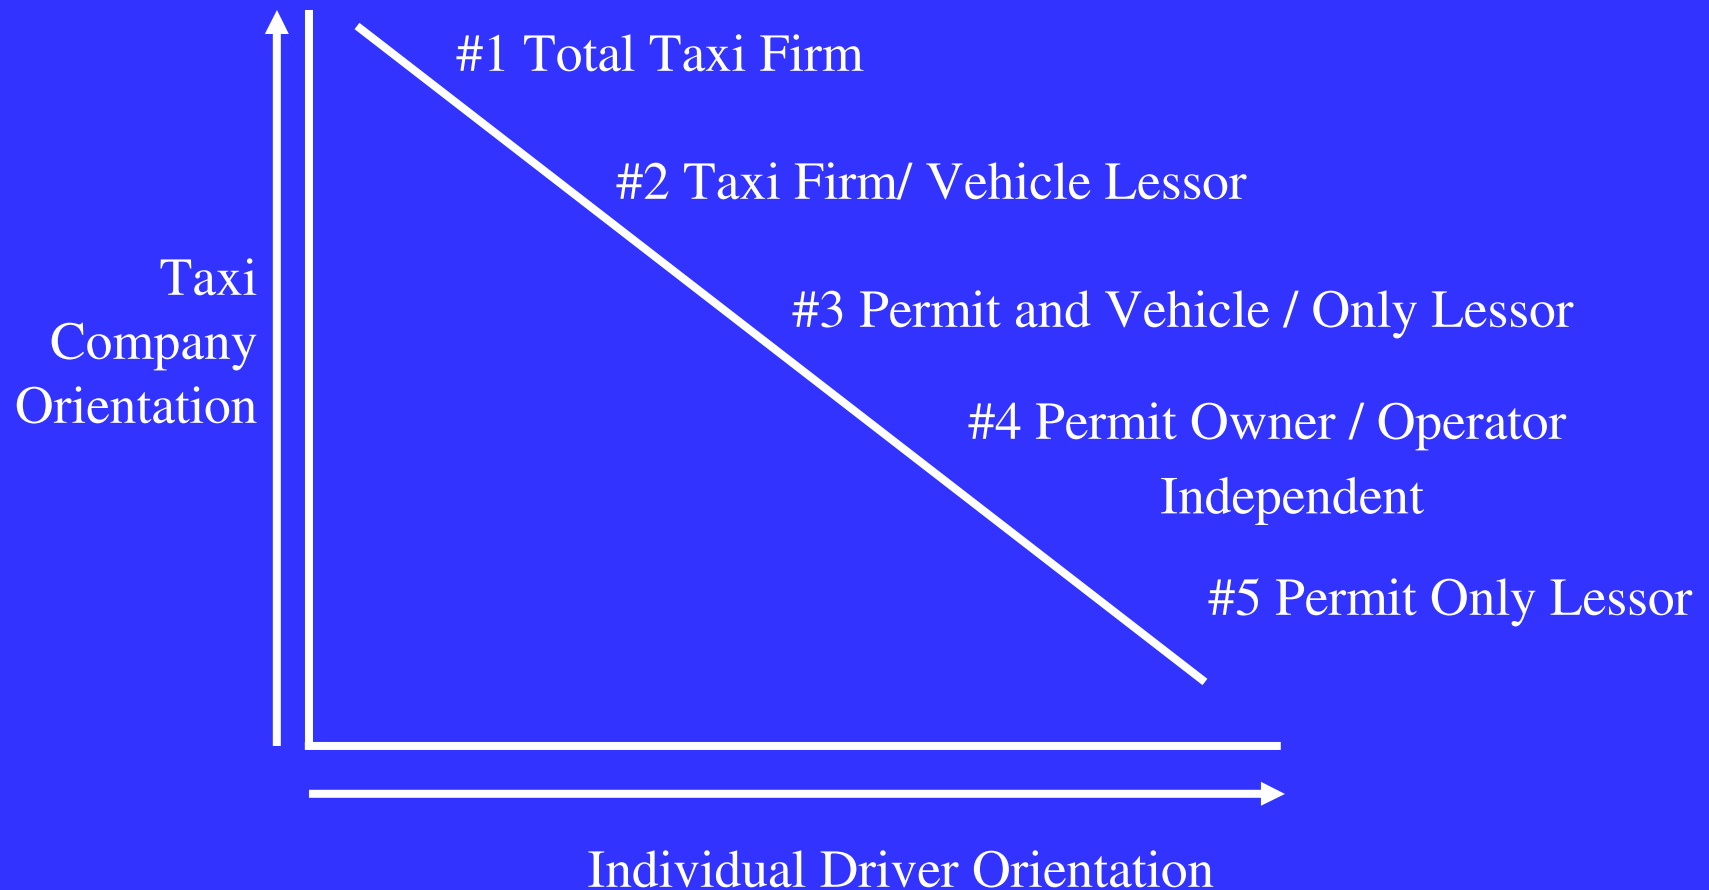 #1 Total Taxi Firm
#2 Taxi Firm/ Vehicle Lessor
Taxi
Company
Orientation
#3 Permit and Vehicle / Only Lessor
#4 Permit Owner / Operator
Independent
#5 Permit Only Lessor
Individual Driver Orientation